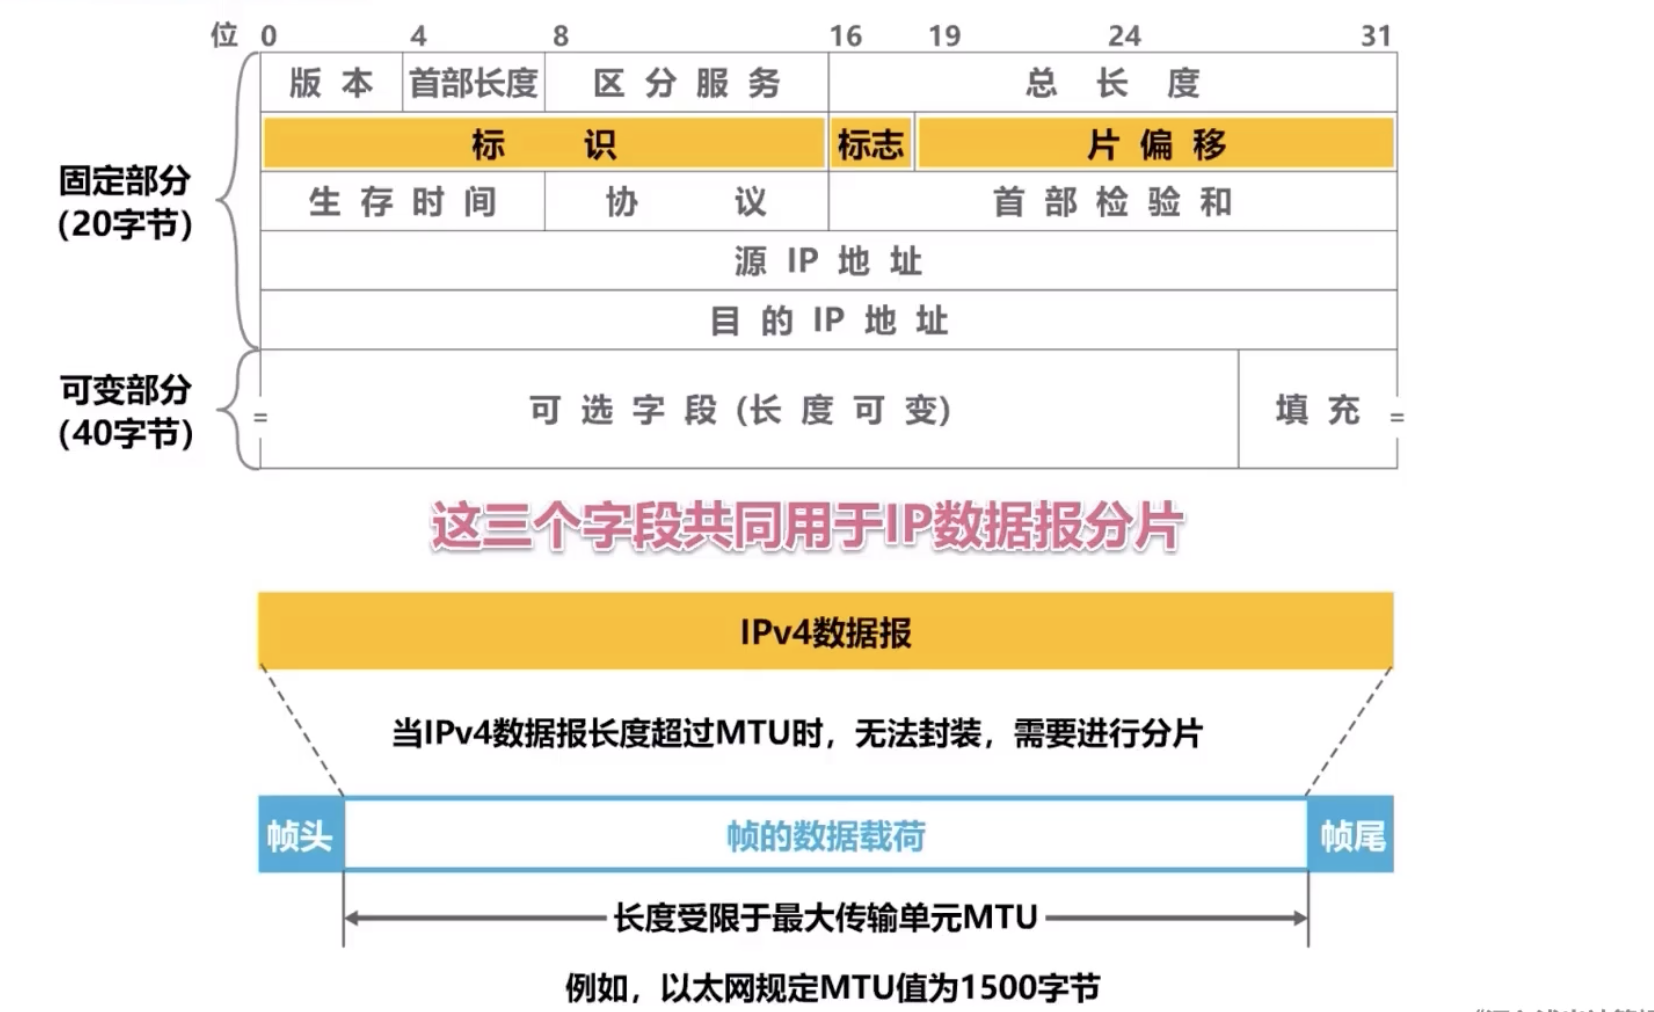 位 0 4 8 16 19 24 31
版本 首部长度 区分服务 总长度
标识 标志 片偏移
固定部分
(20字节)
生存时间 协议 首部检验和
源IP地址
目的IP地址
可变部分
(40字节)
= 可选字段(长度可变) 填充 =
这三个字段共同用于IP数据报分片
IPv4数据报
当IPv4数据报长度超过MTU时，无法封装，需要进行分片
帧头 帧的数据载荷 帧尾
长度受限于最大传输单元MTU
例如，以太网规定MTU值为1500字节